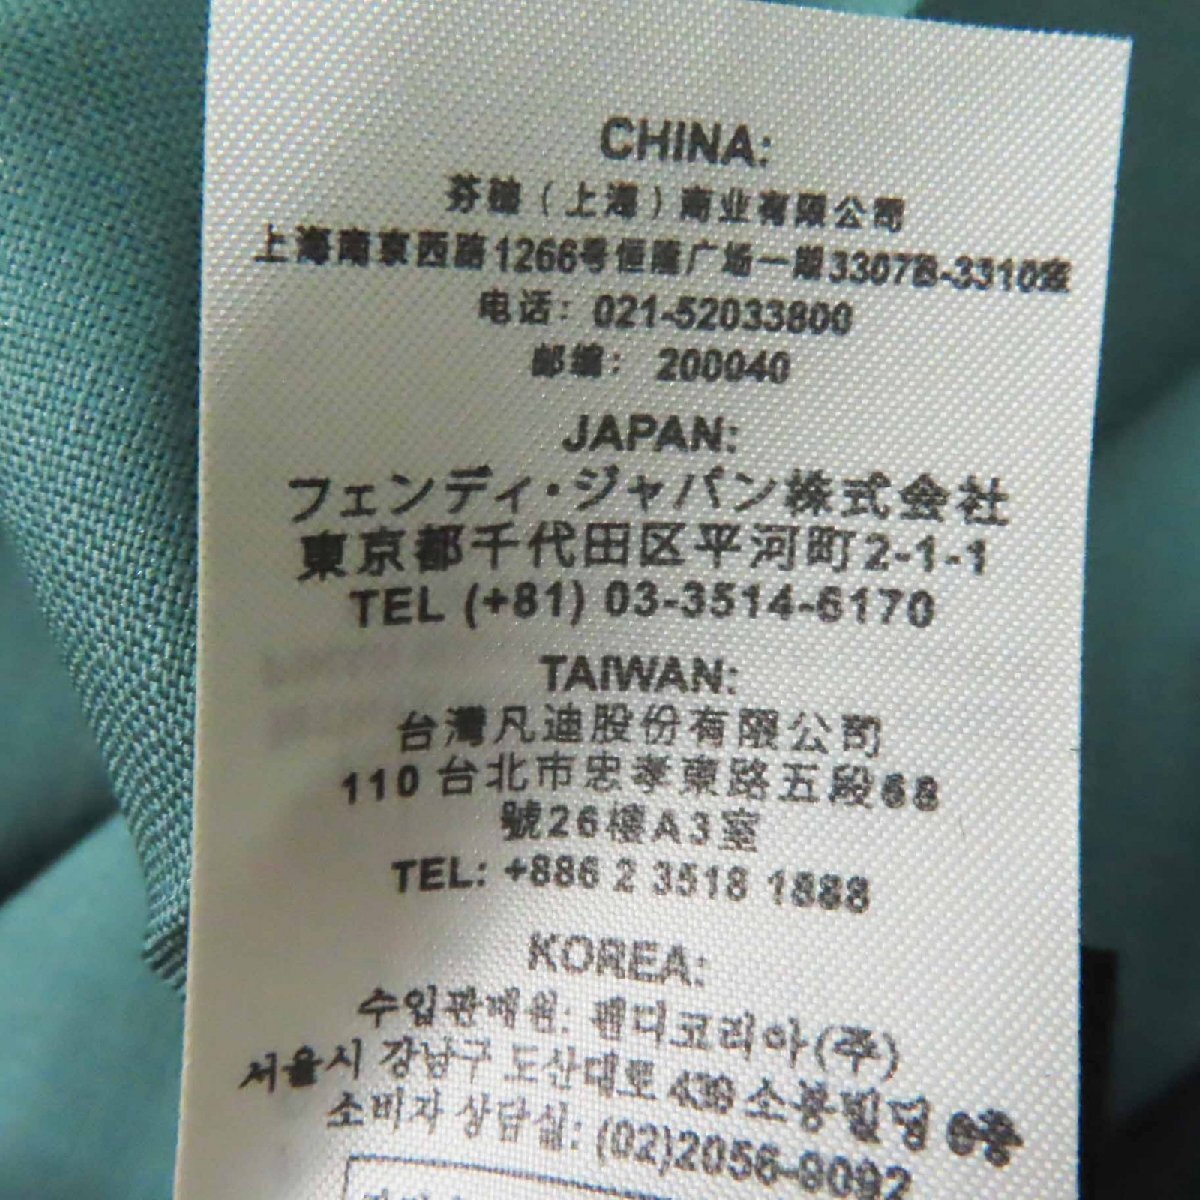 CHINA:
芬迪（上海）商业有限公司
上海南京西路1266号恒隆广场一期3307B-3310室
电话：021-52033800
邮编：200040
JAPAN:
フェンディ・ジャパン株式会社
東京都千代田区平河町2-1-1
TEL (+81) 03-3514-6170
TAIWAN:
台灣凡迪股份有限公司
110 台北市忠孝東路五段68
號26樓A3室
TEL: +886 2 3518 1888
KOREA:
수입판매원: 펜디코리아(주)
서울시 강남구 도산대로 439 소봉빌딩 6층
소비자 상담실: (02)2056-9092